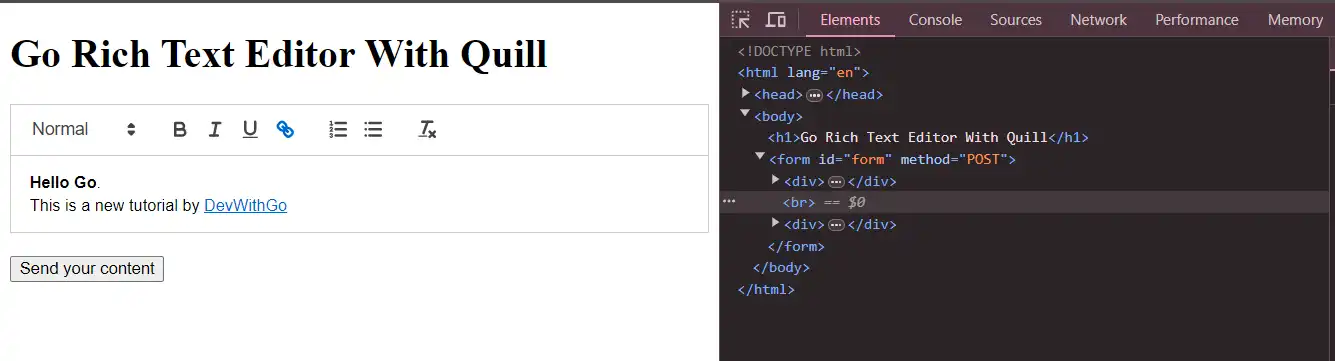 Go Rich Text Editor With Quill
Normal
B I U
Hello Go.
This is a new tutorial by DevWithGo
Send your content
Elements Console Sources Network Performance Memory
<!DOCTYPE html>
<html lang="en">
<head> ••• </head>
<body>
<h1>Go Rich Text Editor With Quill</h1>
<form id="form" method="POST">
<div> ••• </div>
••• <br> == $0
<div> ••• </div>
</form>
</body>
</html>